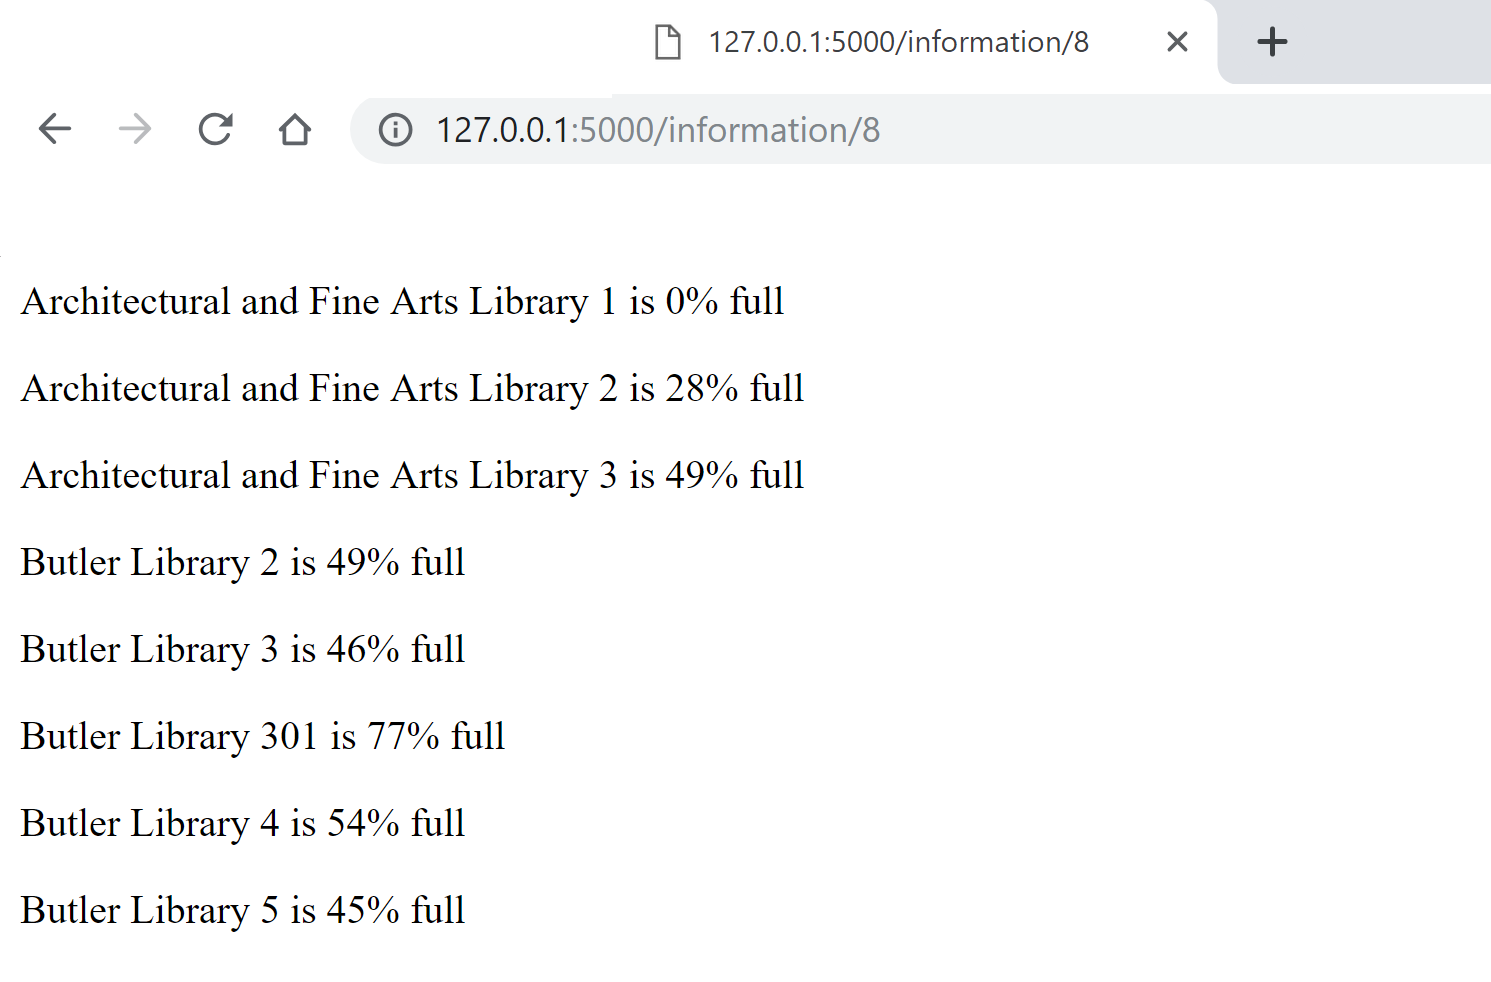 127.0.0.1:5000/information/8
127.0.0.1:5000/information/8
Architectural and Fine Arts Library 1 is 0% full
Architectural and Fine Arts Library 2 is 28% full
Architectural and Fine Arts Library 3 is 49% full
Butler Library 2 is 49% full
Butler Library 3 is 46% full
Butler Library 301 is 77% full
Butler Library 4 is 54% full
Butler Library 5 is 45% full